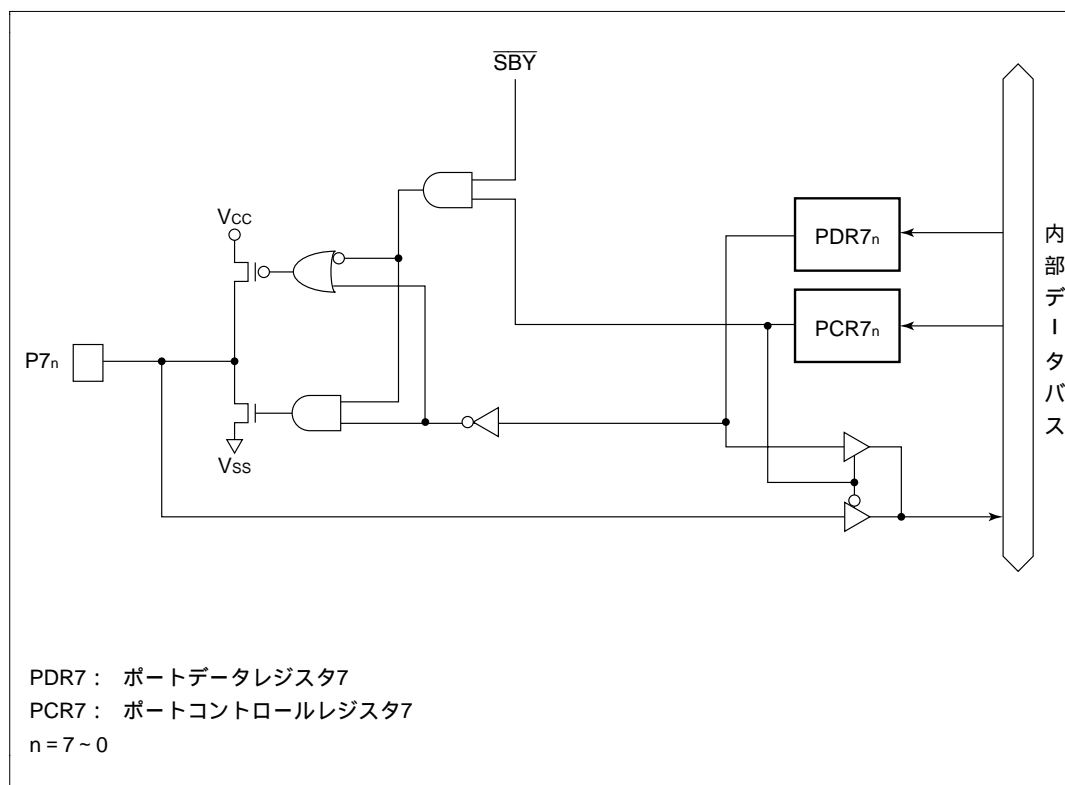 SBY
VCC
PDR7n
PCR7n
内部データバス
P7n
VSS
PDR7： ポートデータレジスタ7
PCR7： ポートコントロールレジスタ7
n = 7 ~ 0